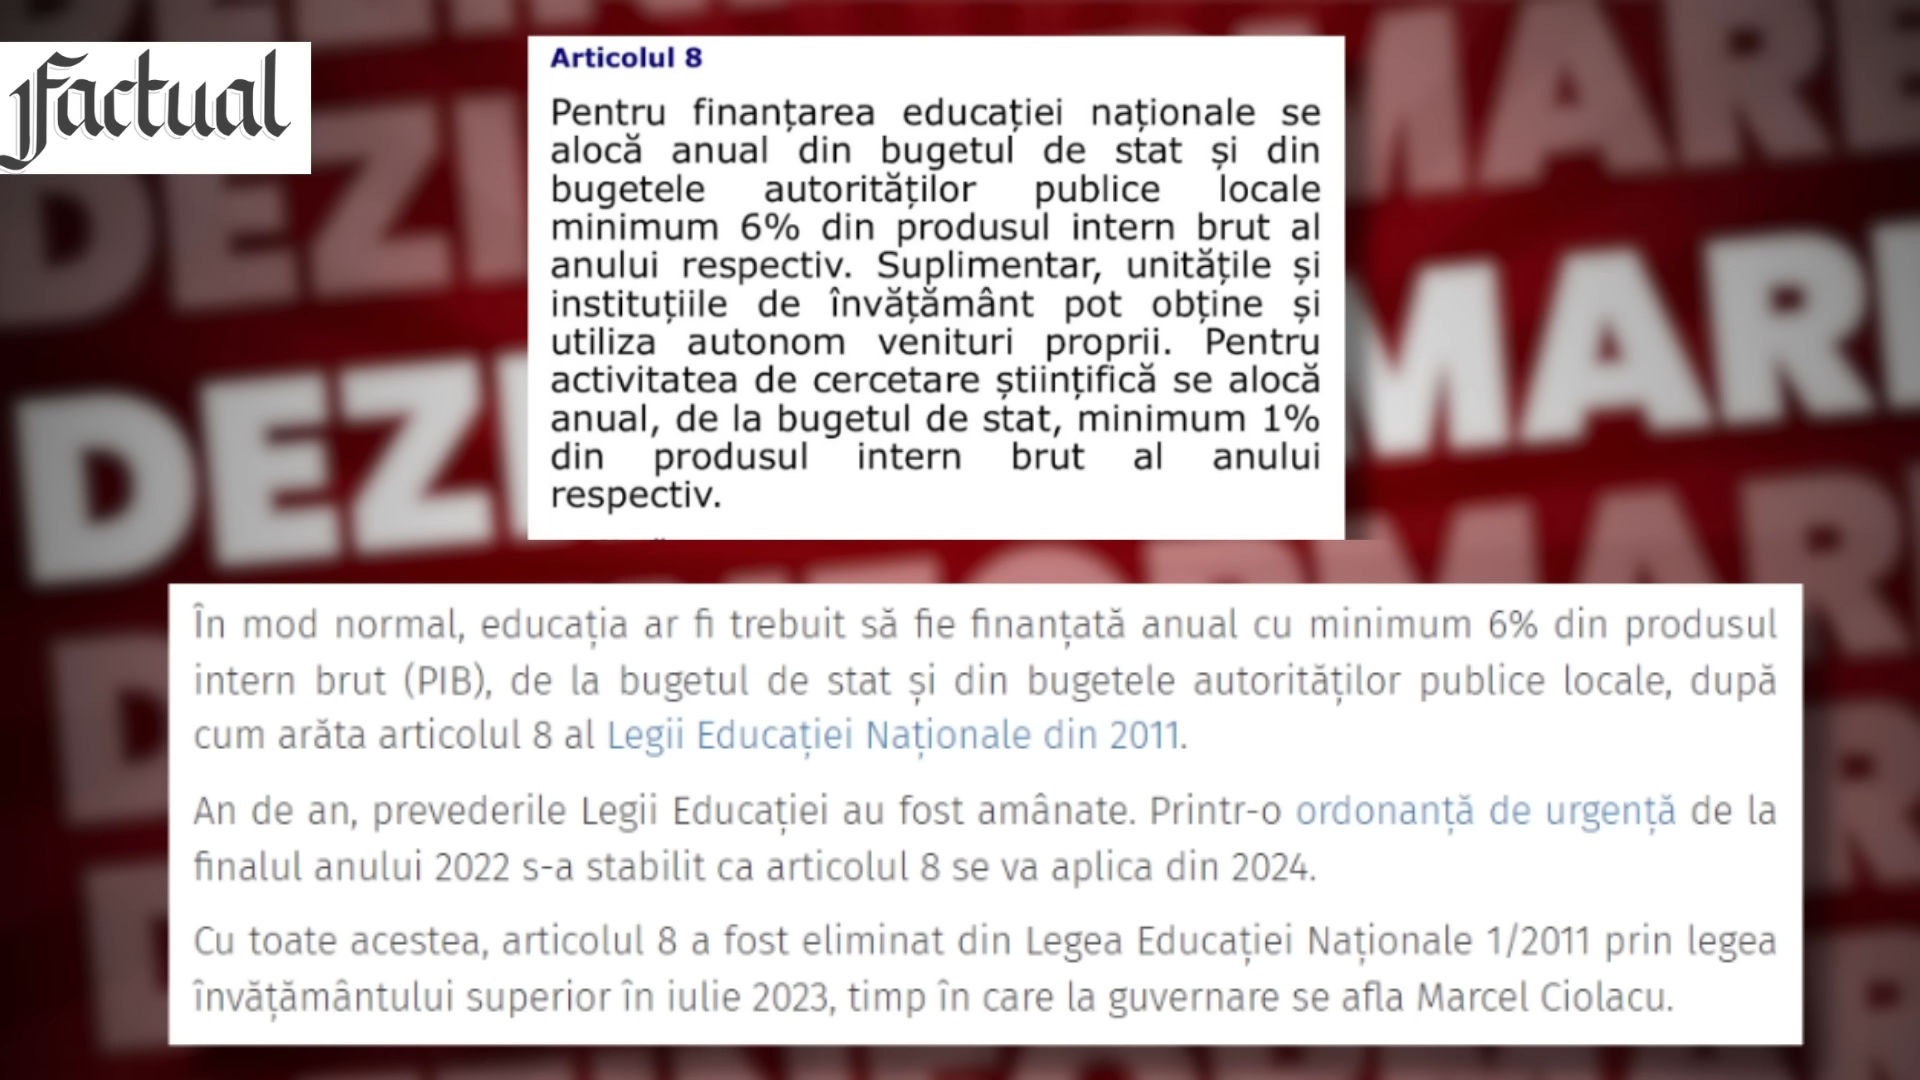 Factual
Articolul 8
Pentru finanțarea educației naționale se
alocă anual din bugetul de stat și din
bugetele autorităților publice locale
minimum 6% din produsul intern brut al
anului respectiv. Suplimentar, unitățile și
instituțiile de învățământ pot obține și
utiliza autonom venituri proprii. Pentru
activitatea de cercetare științifică se alocă
anual, de la bugetul de stat, minimum 1%
din produsul intern brut al anului
respectiv.
În mod normal, educația ar fi trebuit să fie finanțată anual cu minimum 6% din produsul
intern brut (PIB), de la bugetul de stat și din bugetele autorităților publice locale, după
cum arăta articolul 8 al Legii Educației Naționale din 2011.
An de an, prevederile Legii Educației au fost amânate. Printr-o ordonanță de urgență de la
finalul anului 2022 s-a stabilit ca articolul 8 se va aplica din 2024.
Cu toate acestea, articolul 8 a fost eliminat din Legea Educației Naționale 1/2011 prin legea
învățământului superior în iulie 2023, timp în care la guvernare se afla Marcel Ciolacu.